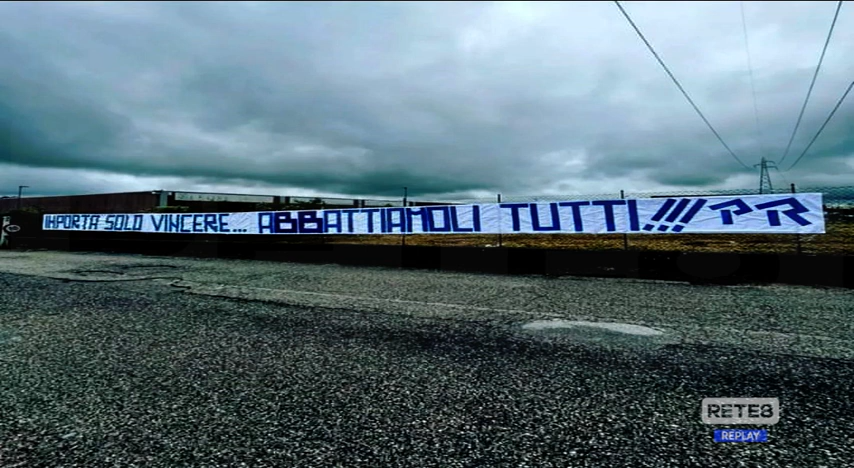 IMPORTA SOLO VINCERE... ABBATTIAMOLI TUTTI!!! PR
RETE8
REPLAY